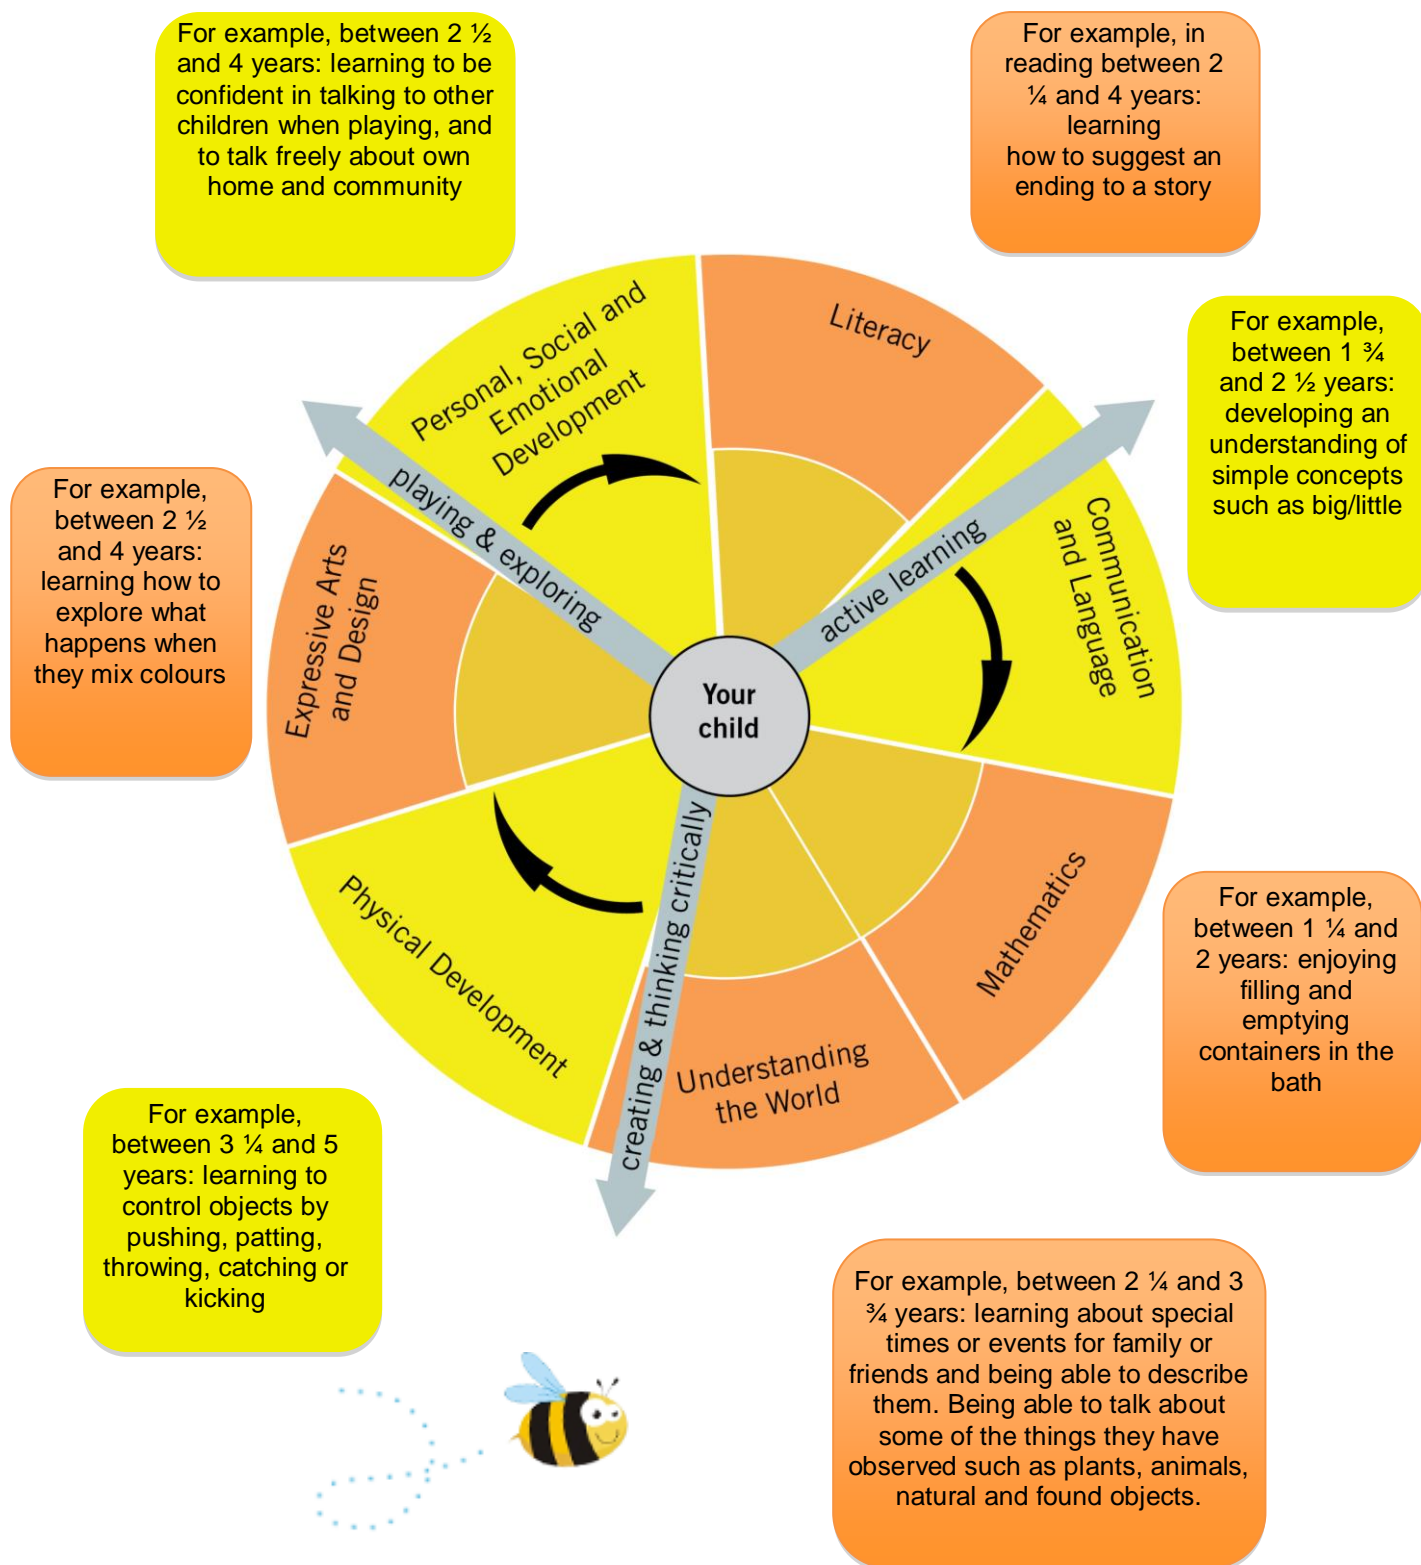 For example, between 2 ½
and 4 years: learning to be
confident in talking to other
children when playing, and
to talk freely about own
home and community
For example, in
reading between 2
¼ and 4 years:
learning
how to suggest an
ending to a story
For example,
between 1 ¾
and 2 ½ years:
developing an
understanding of
simple concepts
such as big/little
Personal, Social and
Emotional
Development
Literacy
Communication
and Language
playing & exploring
active learning
For example,
between 2 ½
and 4 years:
learning how to
explore what
happens when
they mix colours
Expressive Arts
and Design
Your
child
Mathematics
Physical Development
creating & thinking critically
Understanding
the World
For example,
between 1 ¼ and
2 years: enjoying
filling and
emptying
containers in the
bath
For example,
between 3 ¼ and 5
years: learning to
control objects by
pushing, patting,
throwing, catching or
kicking
For example, between 2 ¼ and 3
¾ years: learning about special
times or events for family or
friends and being able to describe
them. Being able to talk about
some of the things they have
observed such as plants, animals,
natural and found objects.